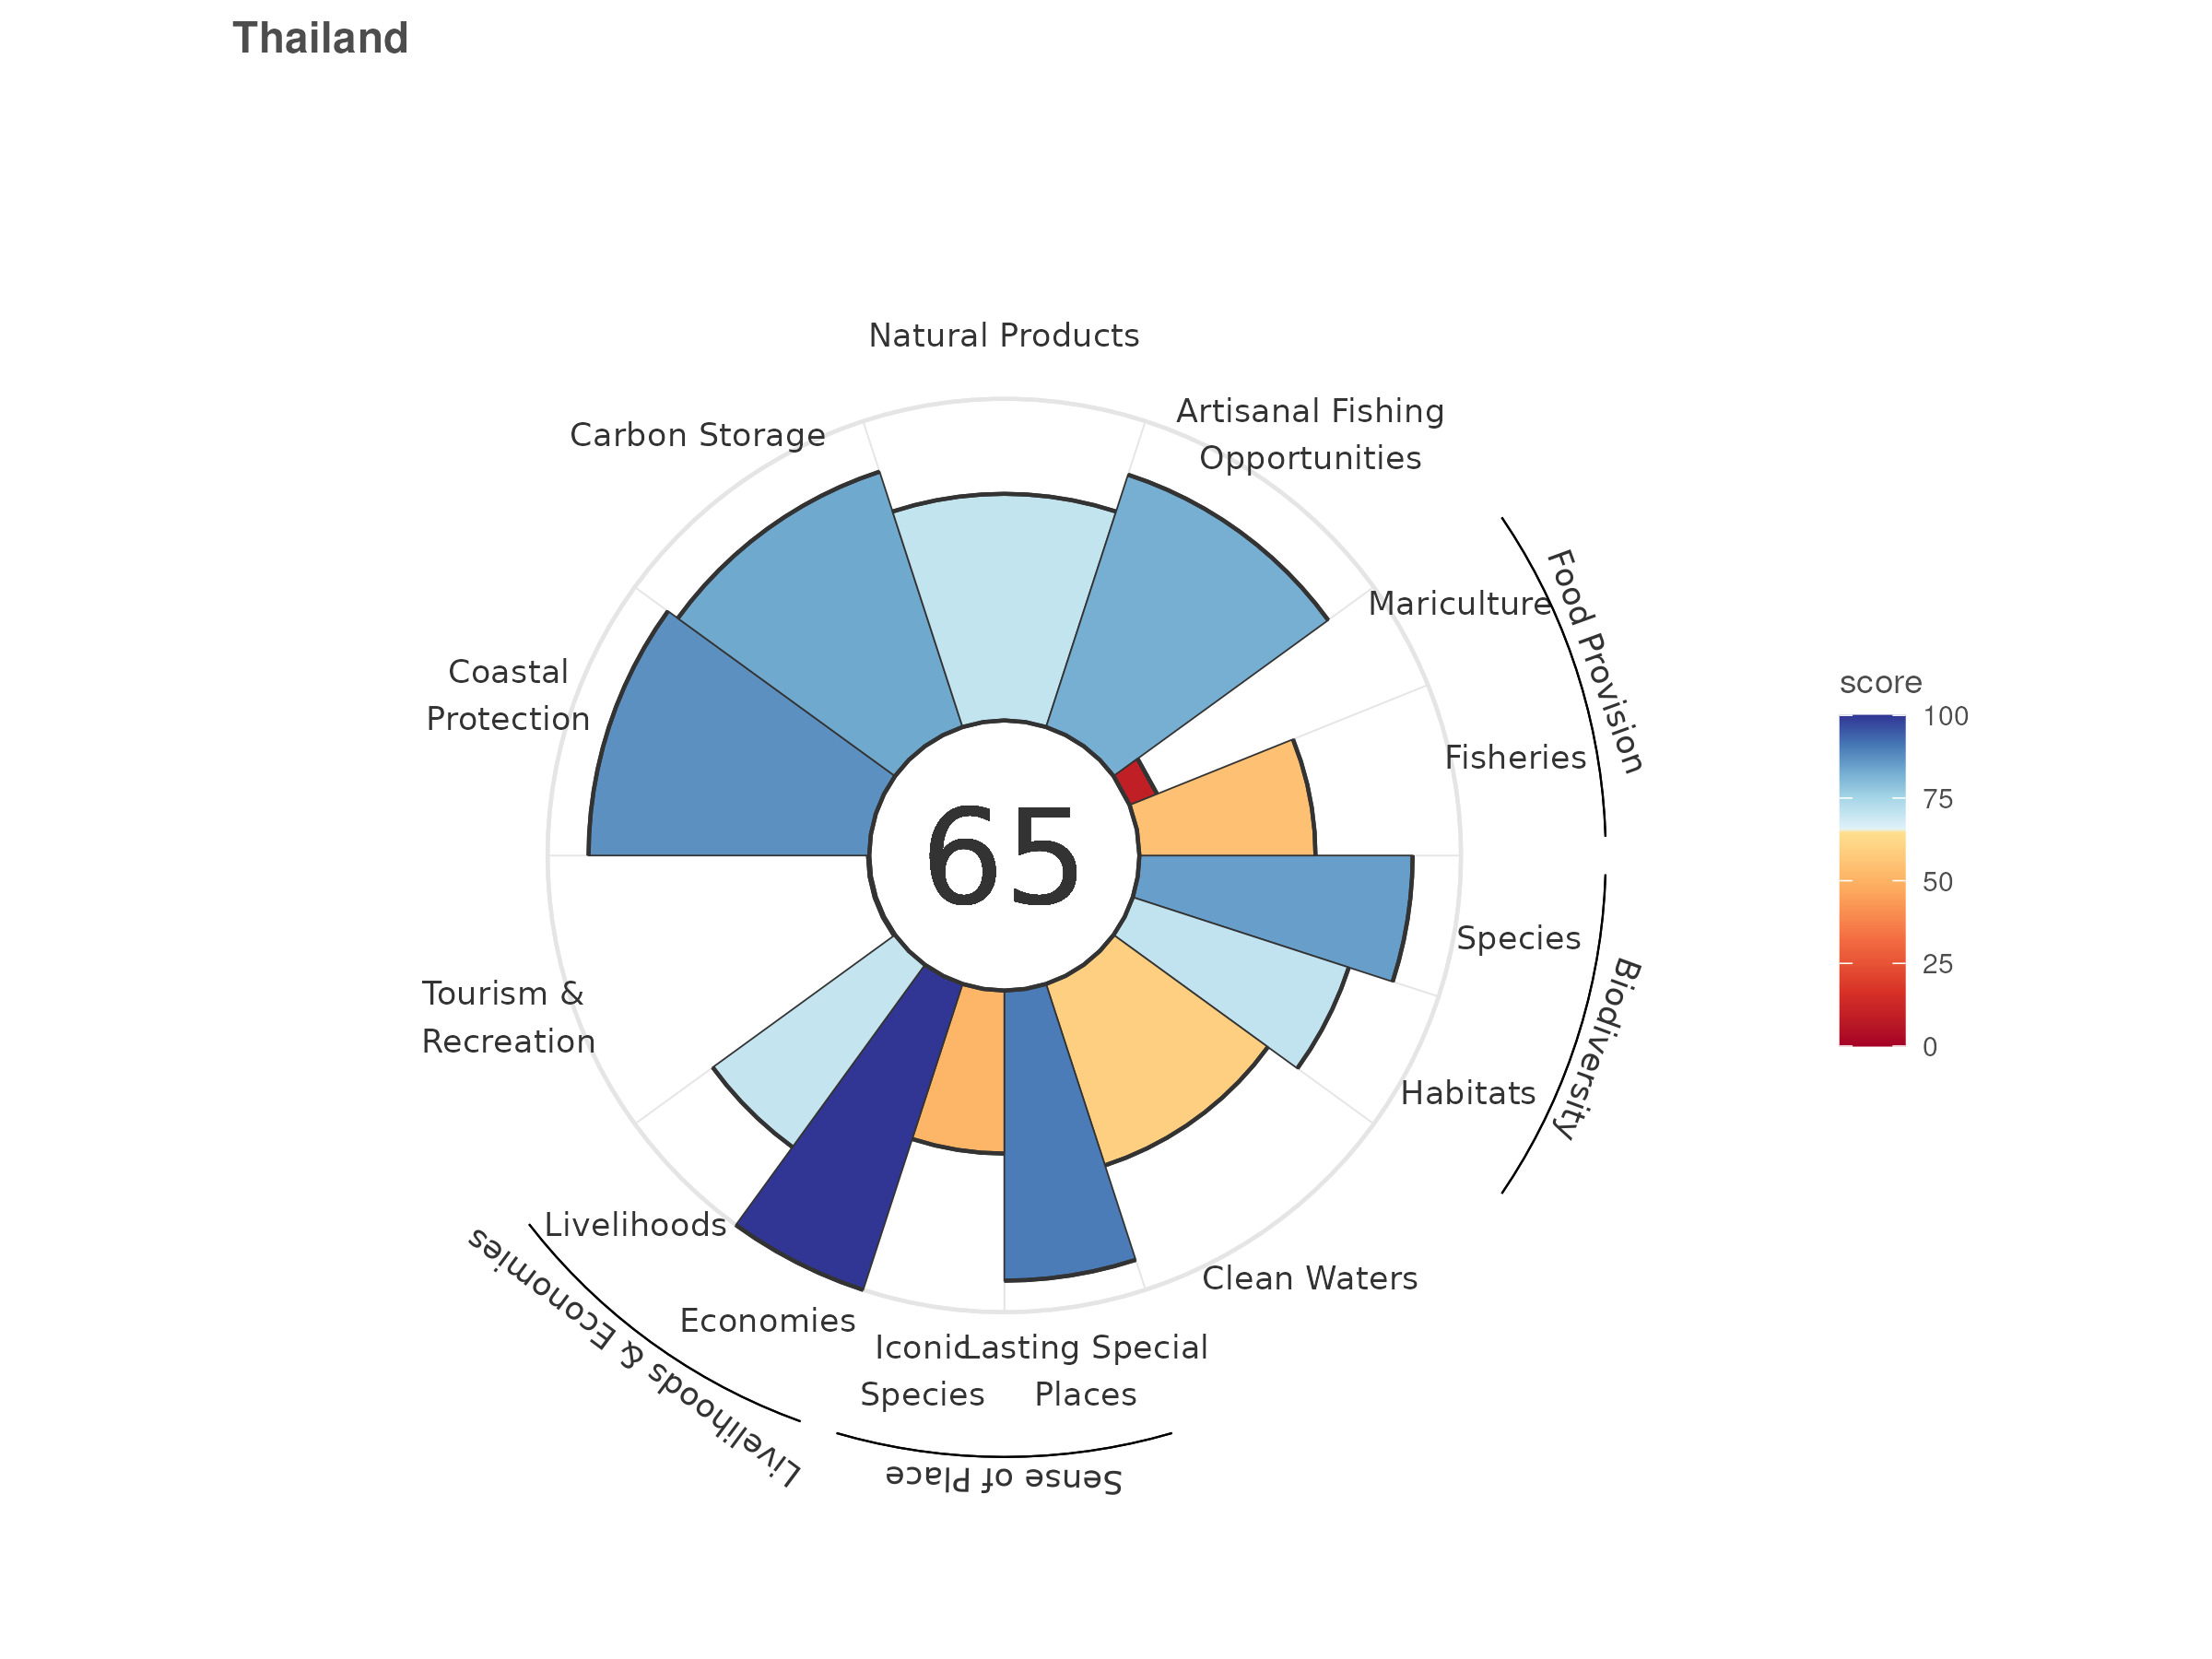 Thailand
Natural Products
Artisanal Fishing
Opportunities
Carbon Storage
Mariculture
Food Provision
Coastal
Protection
Fisheries
score
100
75
50
25
0
65
Species
Biodiversity
Tourism &
Recreation
Habitats
Livelihoods
Clean Waters
Economies
Livelihoods & Economies
Iconic
Species
Lasting Special
Places
Sense of Place